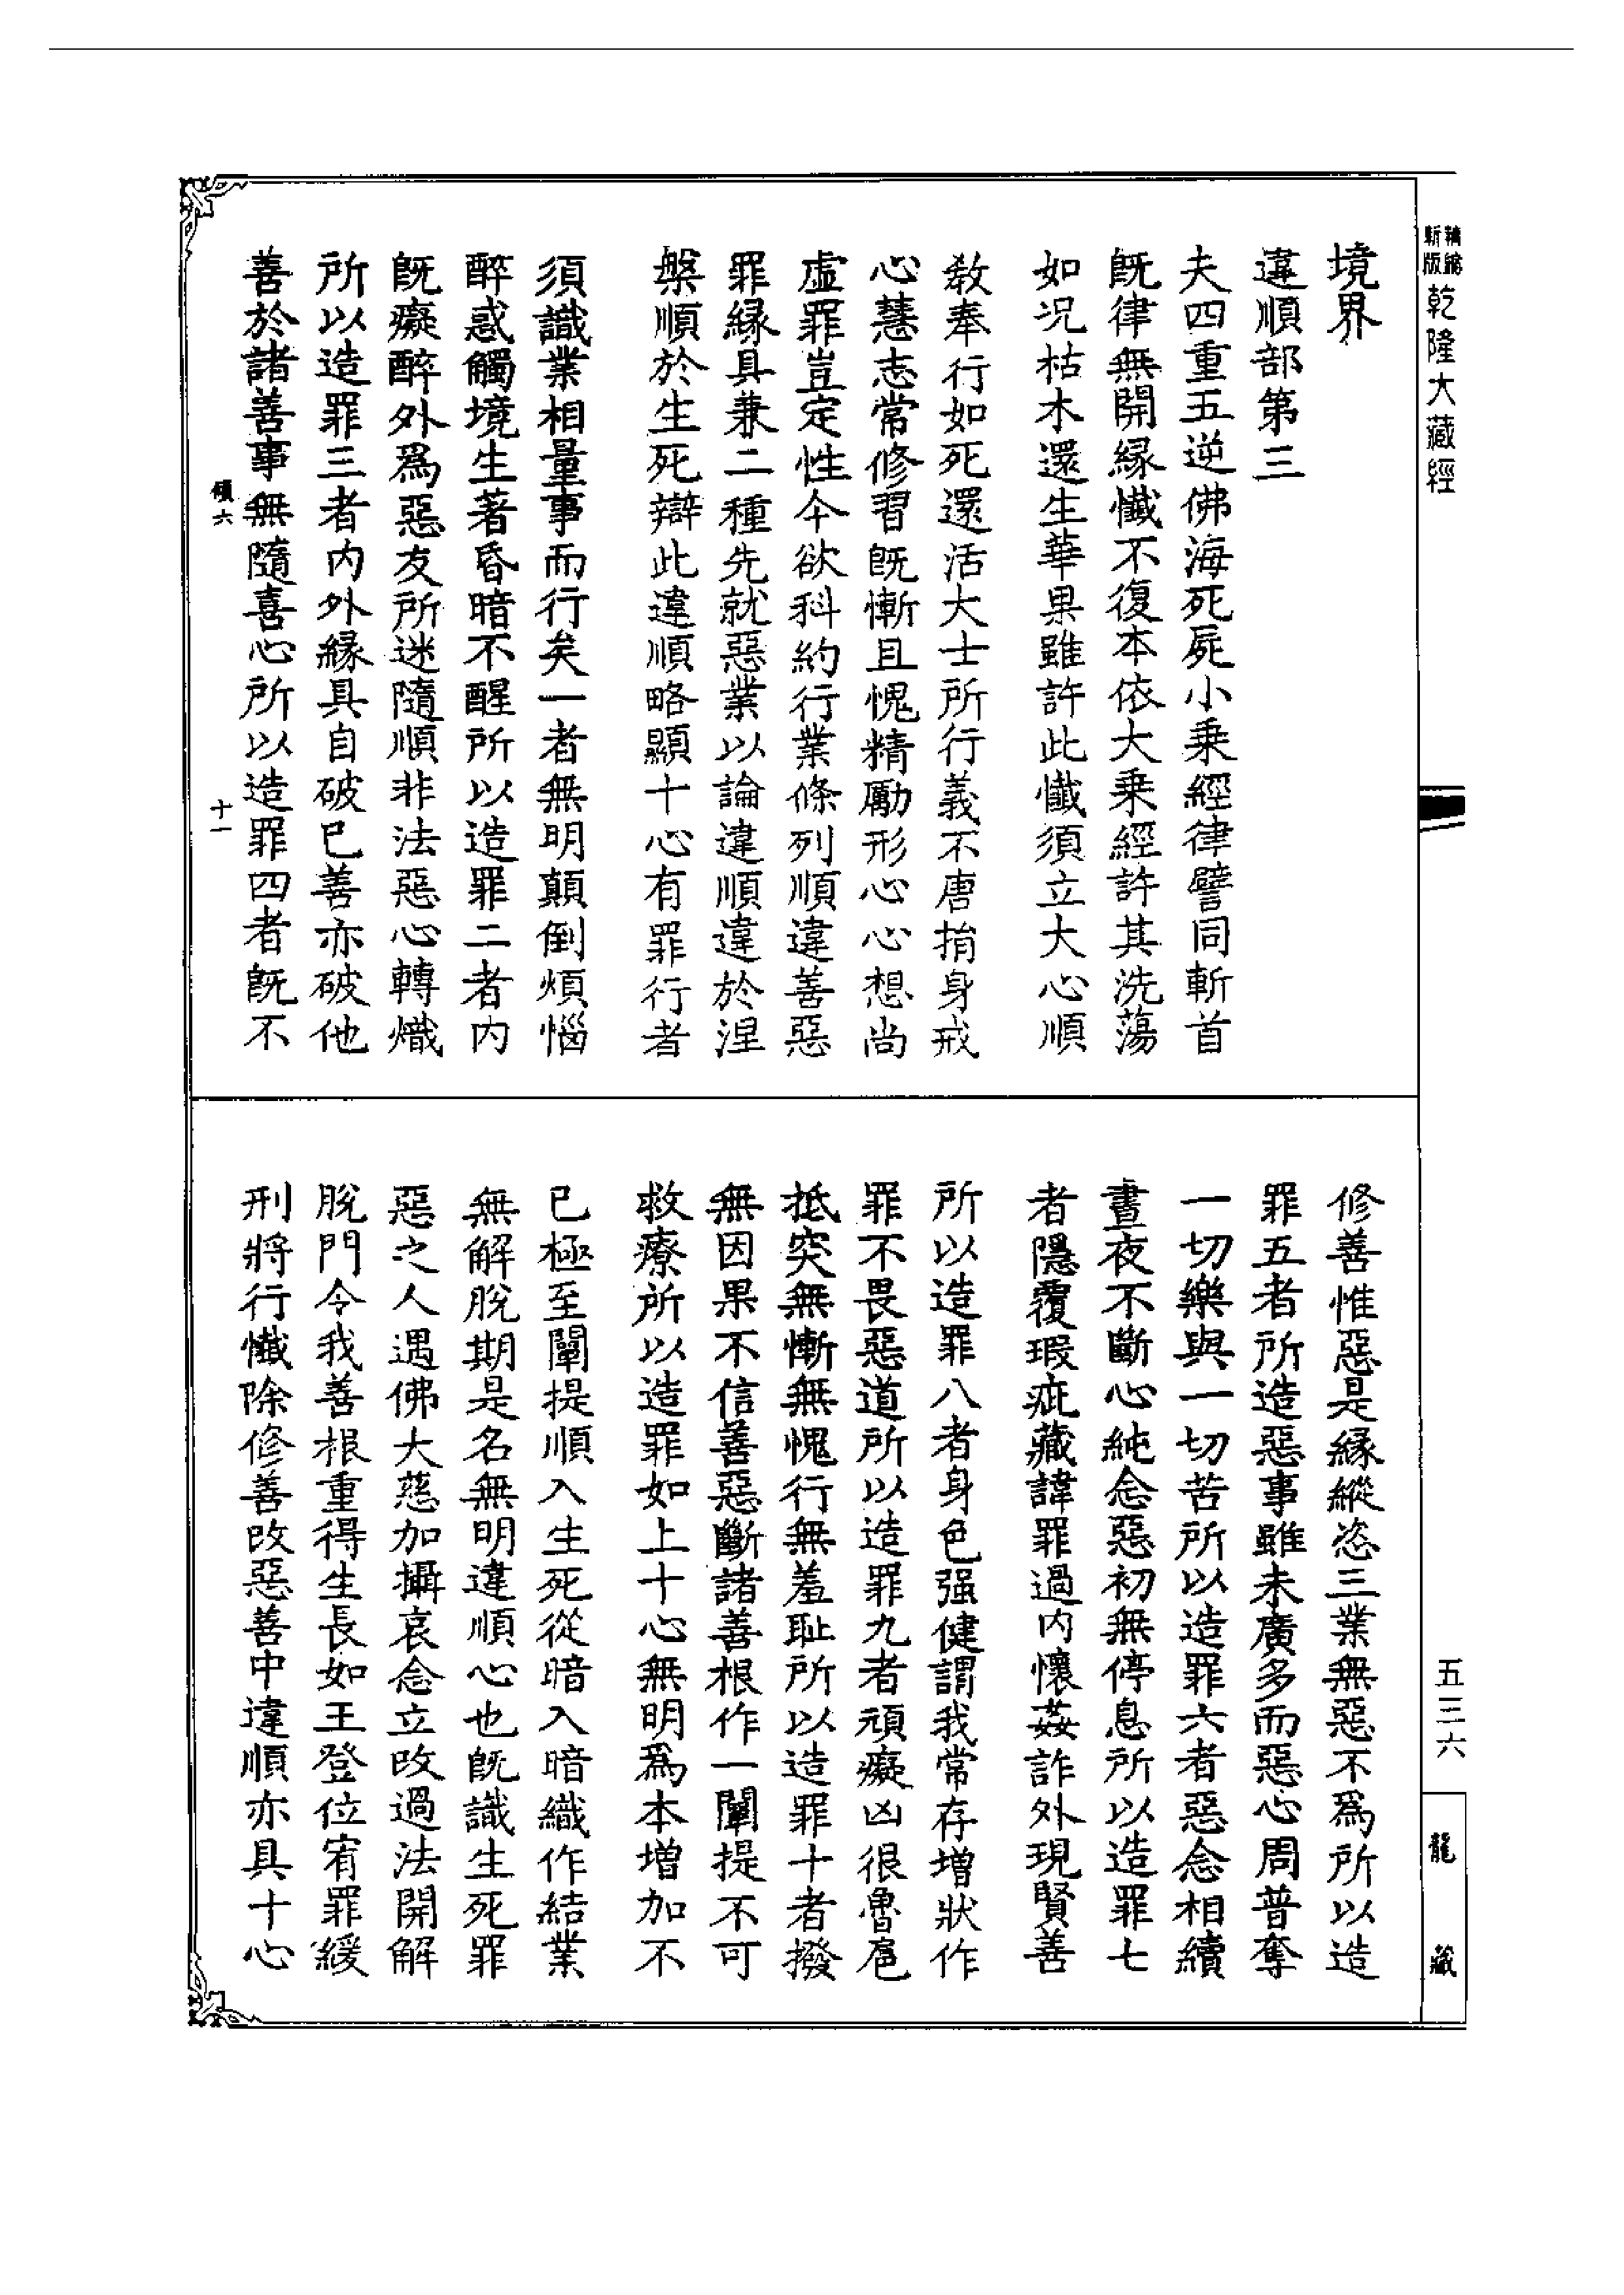 新編
新版
乾隆大藏經
五三六
龍藏
境界
違順部第三
夫四重五逆佛海死屍小乘經律譬同斬首
旣律無開緣懺不復本依大乘經許其洗蕩
如況枯木還生華果雖許此懺須立大心順
敎奉行如死還活大士所行義不唐捐身戒
心慧志常修習旣慚且愧精勵形心心想尚
虛罪豈定性今欲科約行業條列順違善惡
罪緣具兼二種先就惡業以論違順違於涅
槃順於生死辯此違順略顯十心有罪行者
須識業相量事而行矣一者無明顛倒煩惱
醉惑觸境生著昏暗不醒所以造罪二者內
旣癡醉外爲惡友所迷隨順非法惡心轉熾
所以造罪三者內外緣具自破已善亦破他
善於諸善事無隨喜心所以造罪四者旣不
傾六
十一
修善惟惡是緣縱恣三業無惡不爲所以造
罪五者所造惡事雖未廣多而惡心周普奪
一切樂與一切苦所以造罪六者惡念相續
晝夜不斷心純念惡初無停息所以造罪七
者隱覆瑕疵藏諱罪過內懷姦詐外現賢善
所以造罪八者身色强健謂我常存增狀作
罪不畏惡道所以造罪九者頑癡凶很魯扈
抵突無慚無愧行無羞恥所以造罪十者撥
無因果不信善惡斷諸善根作一闡提不可
救療所以造罪如上十心無明爲本增加不
已極至闡提順入生死從暗入暗織作結業
無解脫期是名無明違順心也旣識生死罪
惡之人遇佛大慈加攝哀念立改過法開解
脫門令我善根重得生長如王登位宥罪緩
刑將行懺除修善改惡善中違順亦具十心